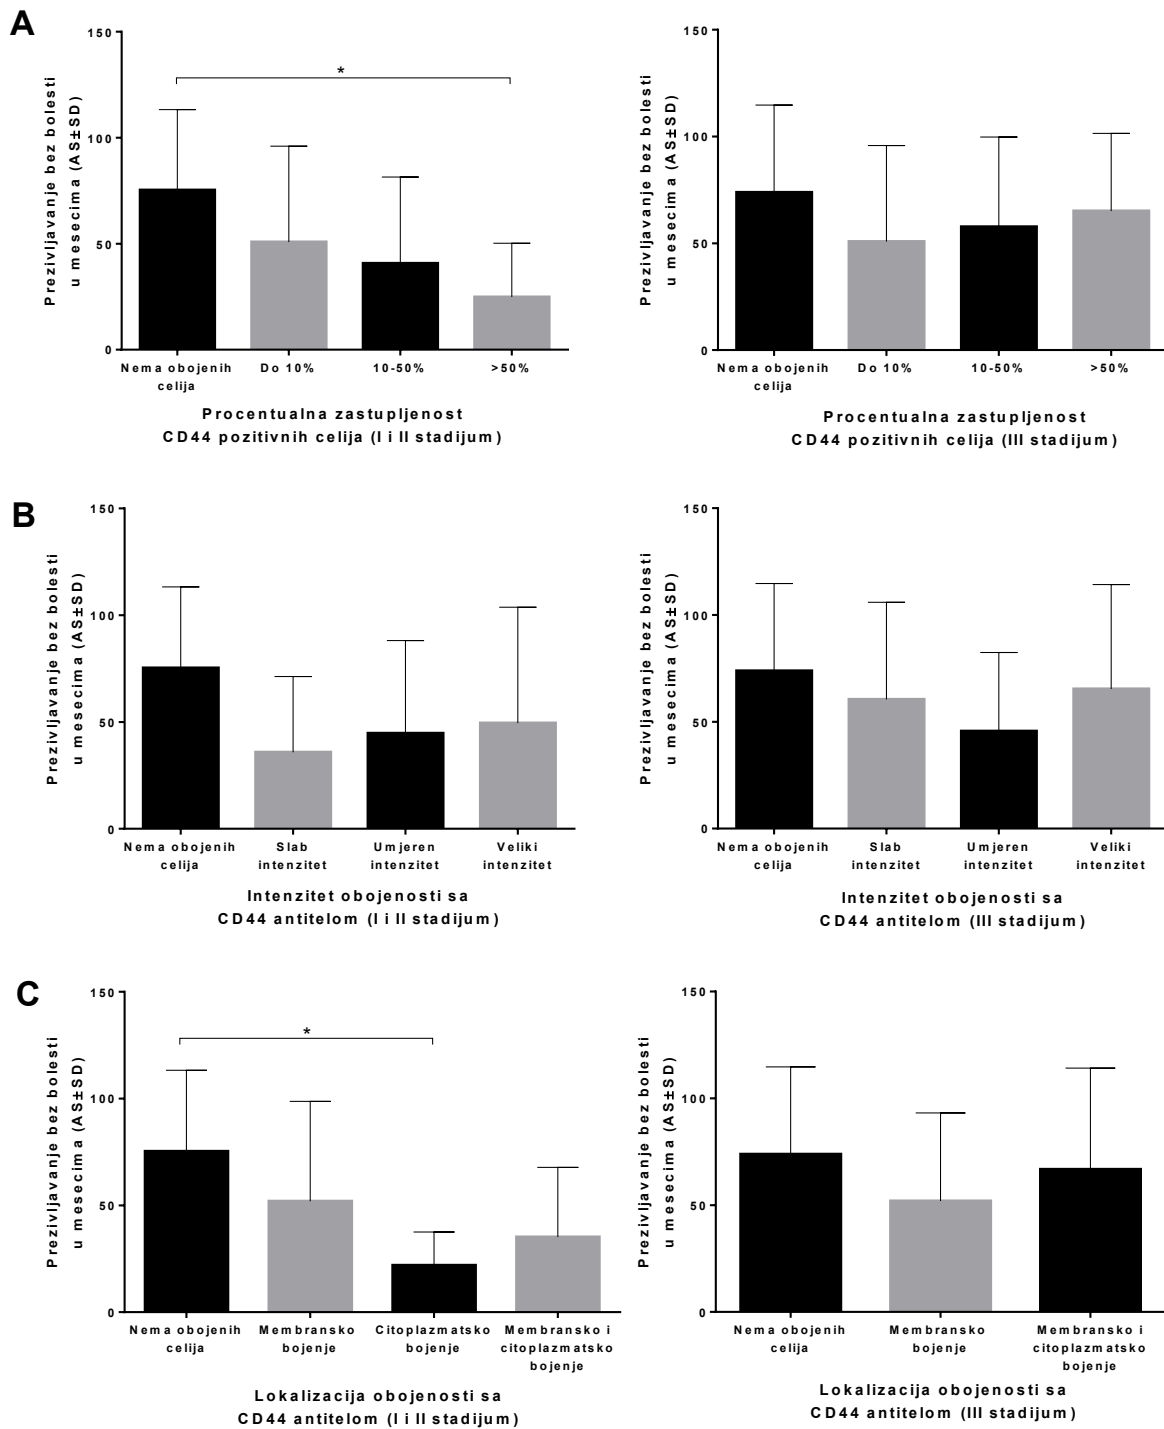 A
Prezivljavanje bez bolesti
u mesecima (AS±SD)
150
100
50
0
*
Nema obojenih
celija
Do 10%
10-50%
>50%
Procentualna zastupljenost
CD44 pozitivnih celija (I i II stadijum)
Prezivljavanje bez bolesti
u mesecima (AS±SD)
150
100
50
0
Nema obojenih
celija
Do 10%
10-50%
>50%
Procentualna zastupljenost
CD44 pozitivnih celija (III stadijum)
B
Prezivljavanje bez bolesti
u mesecima (AS±SD)
150
100
50
0
Nema obojenih
celija
Slab
intenzitet
Umjeren
intenzitet
Veliki
intenzitet
Intenzitet obojenosti sa
CD44 antitelom (I i II stadijum)
Prezivljavanje bez bolesti
u mesecima (AS±SD)
150
100
50
0
Nema obojenih
celija
Slab
intenzitet
Umjeren
intenzitet
Veliki
intenzitet
Intenzitet obojenosti sa
CD44 antitelom (III stadijum)
C
Prezivljavanje bez bolesti
u mesecima (AS±SD)
150
100
50
0
*
Nema obojenih
celija
Membransko
bojenje
Citoplazmatsko
bojenje
Membransko i
citoplazmatsko
bojenje
Lokalizacija obojenosti sa
CD44 antitelom (I i II stadijum)
Prezivljavanje bez bolesti
u mesecima (AS±SD)
150
100
50
0
Nema obojenih
celija
Membransko
bojenje
Membransko i
citoplazmatsko
bojenje
Lokalizacija obojenosti sa
CD44 antitelom (III stadijum)